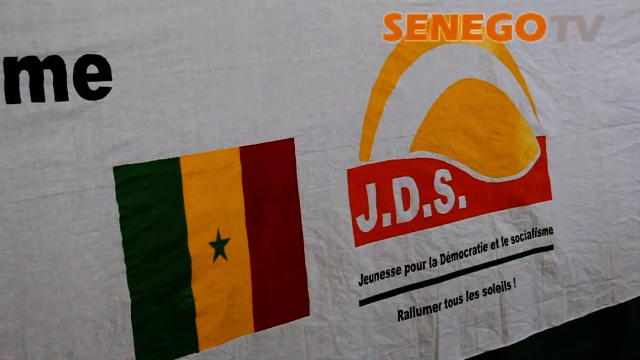 SENEGOTV
me
J.D.S.
Jeunesse pour la Démocratie et le socialisme
Rallumer tous les soleils !